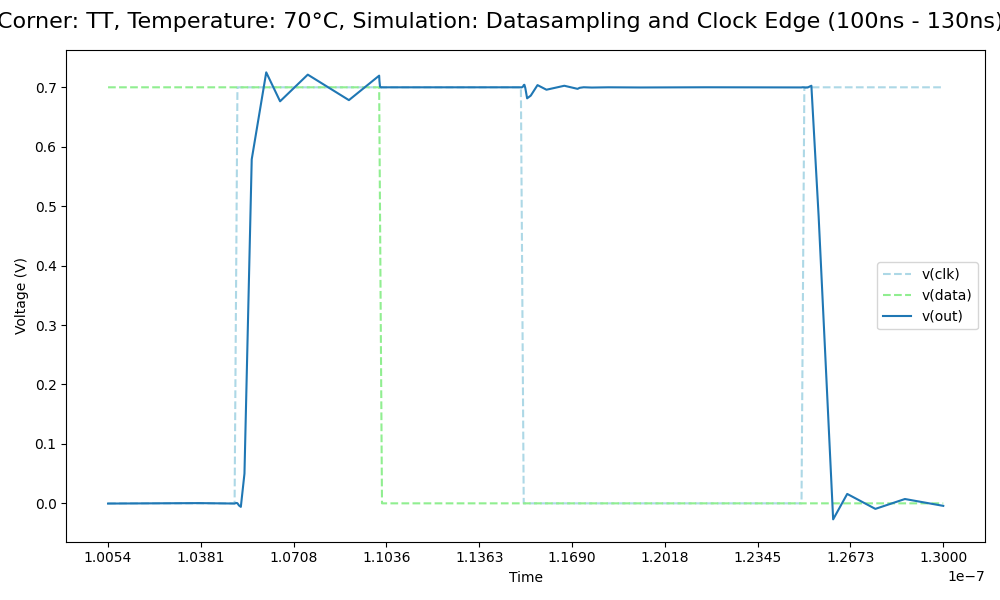 Corner: TT, Temperature: 70°C, Simulation: Datasampling and Clock Edge (100ns - 130ns)
0.7
0.6
0.5
0.4
0.3
0.2
0.1
0.0
Voltage (V)
v(clk)
v(data)
v(out)
1.0054 1.0381 1.0708 1.1036 1.1363 1.1690 1.2018 1.2345 1.2673 1.3000
1e−7
Time